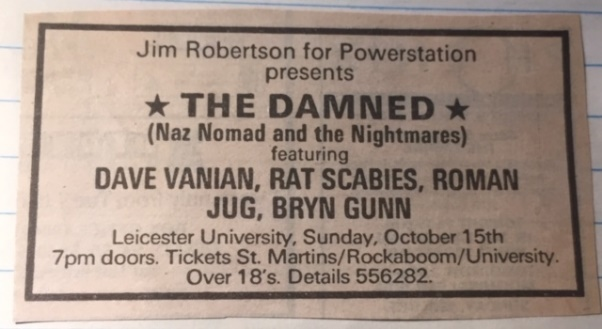 Jim Robertson for Powerstation
presents
★ THE DAMNED ★
(Naz Nomad and the Nightmares)
featuring
DAVE VANIAN, RAT SCABIES, ROMAN
JUG, BRYN GUNN
Leicester University, Sunday, October 15th
7pm doors. Tickets St. Martins/Rockaboom/University.
Over 18's. Details 556282.